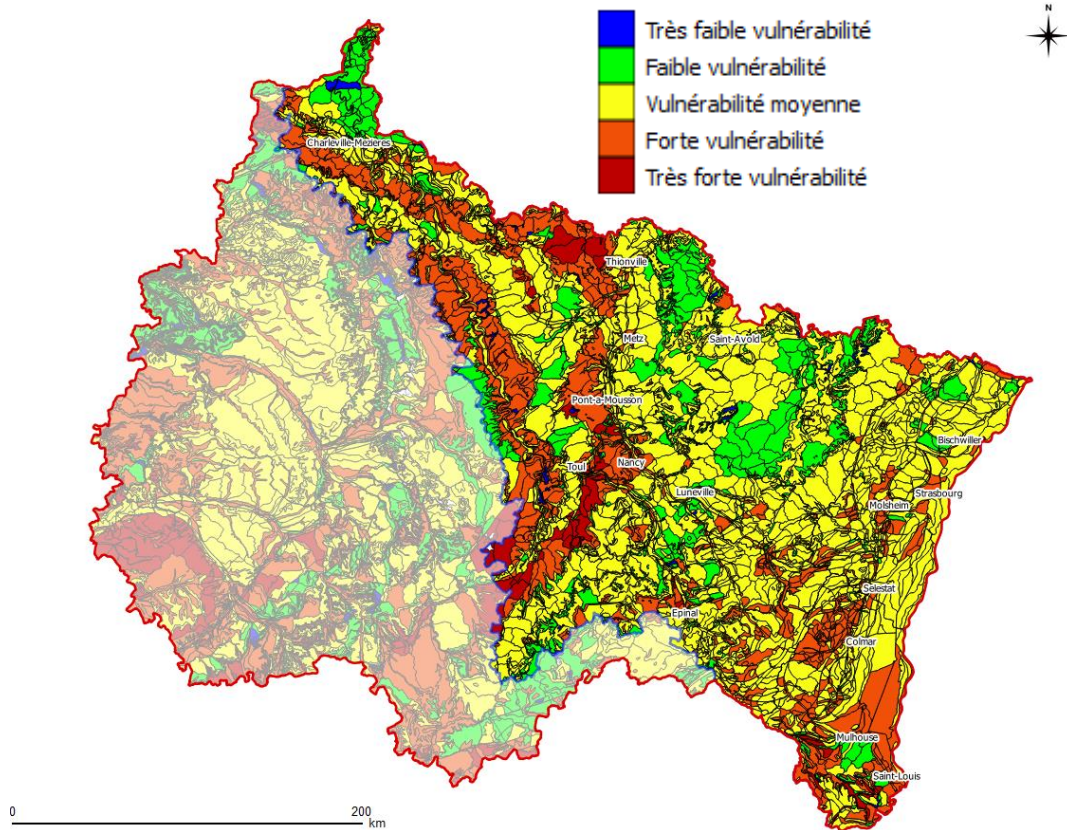 N
Très faible vulnérabilité
Faible vulnérabilité
Vulnérabilité moyenne
Forte vulnérabilité
Très forte vulnérabilité
Charleville-Mezieres
Thionville
Metz
Saint-Avold
Pont-a-Mousson
Bischwiller
Toul
Nancy
Luneville
Strasbourg
Molsheim
Selestat
Epinal
Colmar
Mulhouse
Saint-Louis
0
200
km